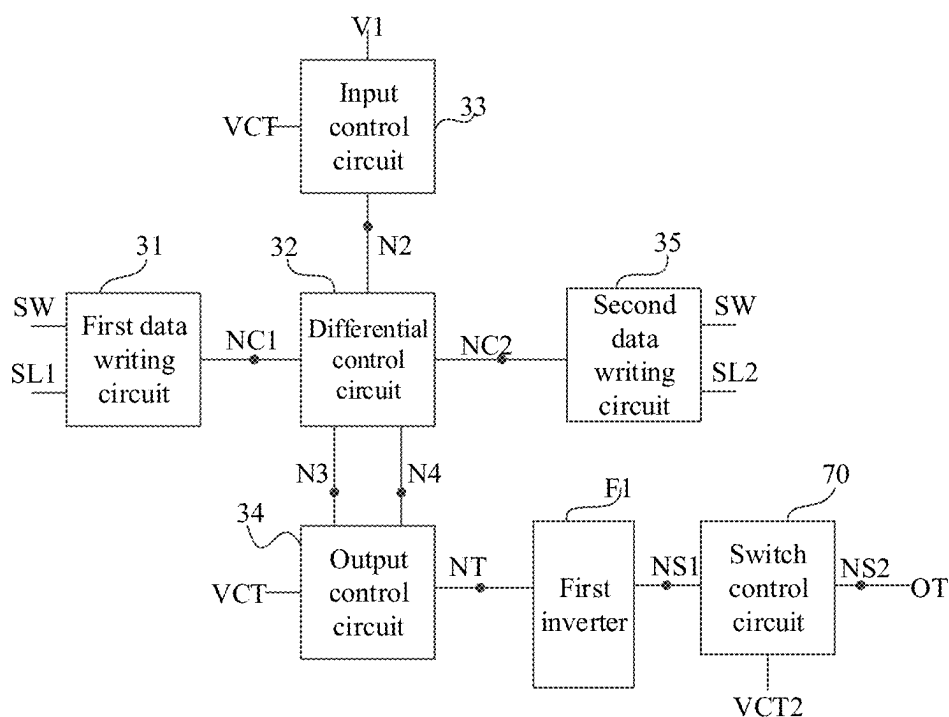 V1
Input
control
circuit
VCT
33
N2
31
32
35
SW
First data
writing
circuit
SL1
NC1
Differential
control
circuit
NC2
Second
data
writing
circuit
SW
SL2
N3
N4
34
F1
70
Output
control
circuit
VCT
NT
First
inverter
NS1
Switch
control
circuit
NS2
OT
VCT2